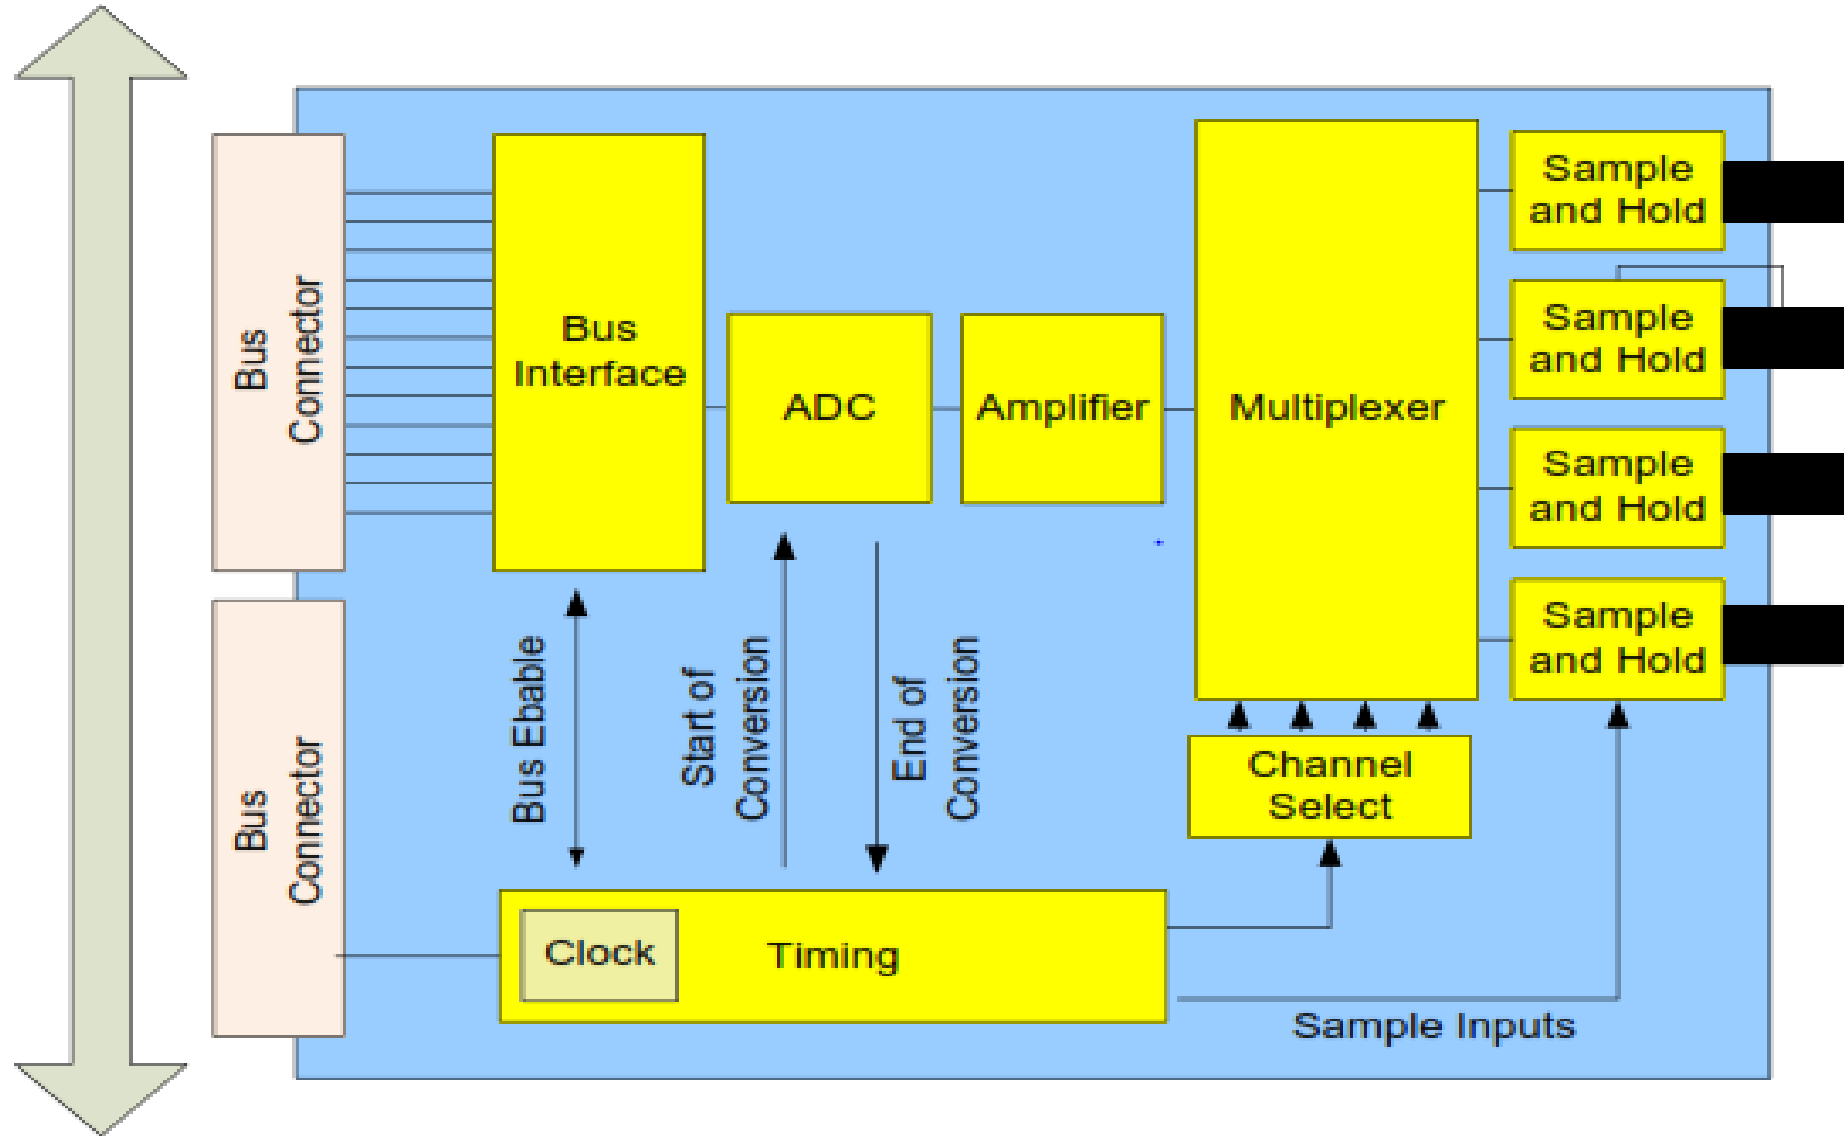 Bus
Connector
Bus
Interface
ADC
Amplifier
Multiplexer
Sample
and Hold
Sample
and Hold
Sample
and Hold
Sample
and Hold
Bus Ebable
Start of
Conversion
End of
Conversion
Channel
Select
Bus
Connector
Clock
Timing
Sample Inputs